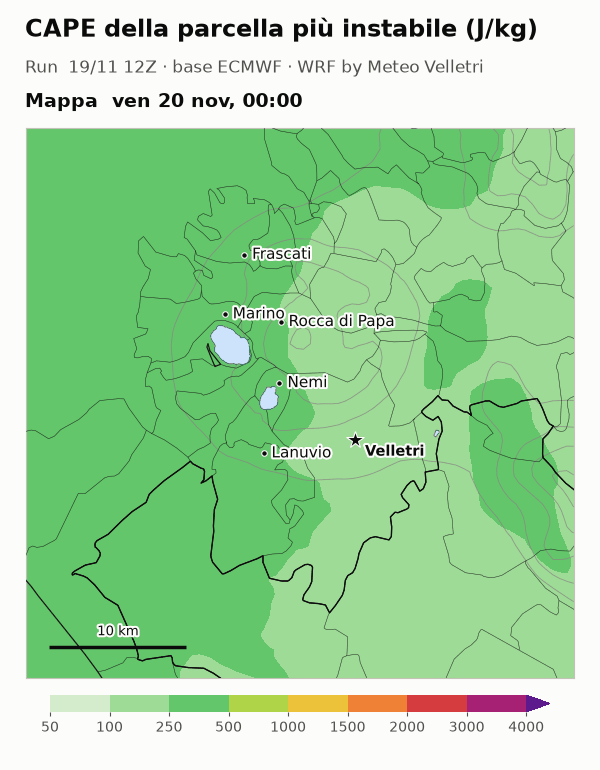 CAPE della parcella più instabile (J/kg)
Run  19/11 12Z · base ECMWF · WRF by Meteo Velletri
Mappa  ven 20 nov, 00:00
Frascati
Marino
Rocca di Papa
Nemi
Velletri
Lanuvio
10 km
50 100 250 500 1000 1500 2000 3000 4000